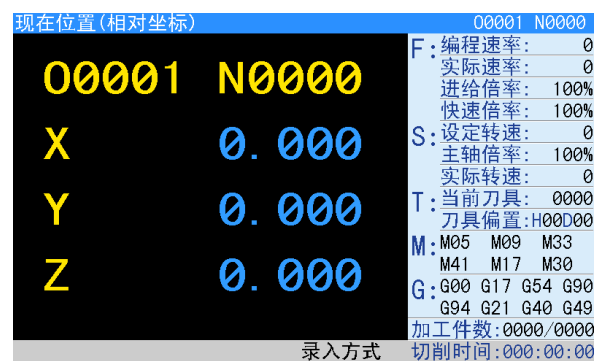 现在位置(相对坐标) O0001 N0000
O0001 N0000
X 0.000
Y 0.000
Z 0.000
F:编程速率: 0
实际速率: 0
进给倍率: 100%
快速倍率: 100%
S:设定转速: 0
主轴倍率: 100%
实际转速: 0
T:当前刀具: 0000
刀具偏置:H00D00
M:M05 M09 M33
M41 M17 M30
G:G00 G17 G54 G90
G94 G21 G40 G49
加工件数:0000/0000
录入方式 切削时间:000:00:00